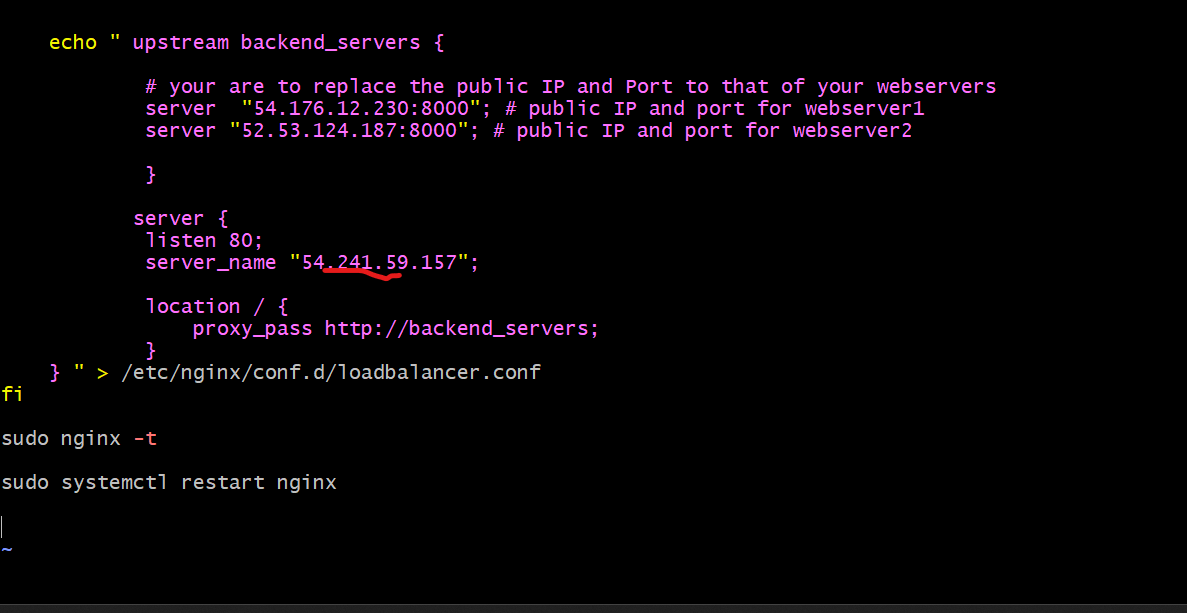 echo " upstream backend_servers {
# your are to replace the public IP and Port to that of your webservers
server  "54.176.12.230:8000"; # public IP and port for webserver1
server "52.53.124.187:8000"; # public IP and port for webserver2
}
server {
listen 80;
server_name "54.241.59.157";
location / {
proxy_pass http://backend_servers;
}
} " > /etc/nginx/conf.d/loadbalancer.conf
fi
sudo nginx -t
sudo systemctl restart nginx
~